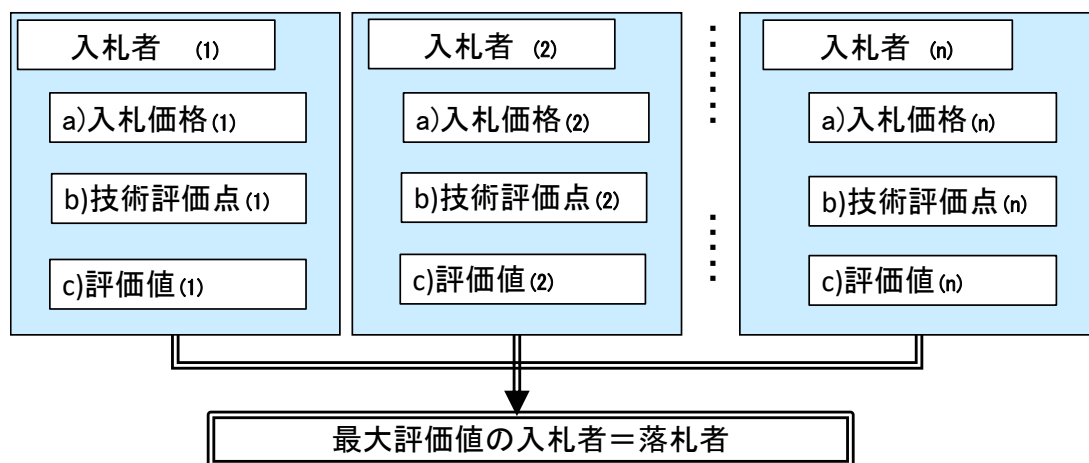 入札者 (1)
a)入札価格(1)
b)技術評価点(1)
c)評価値(1)
入札者 (2)
a)入札価格(2)
b)技術評価点(2)
c)評価値(2)
入札者 (n)
a)入札価格(n)
b)技術評価点(n)
c)評価値(n)
最大評価値の入札者＝落札者